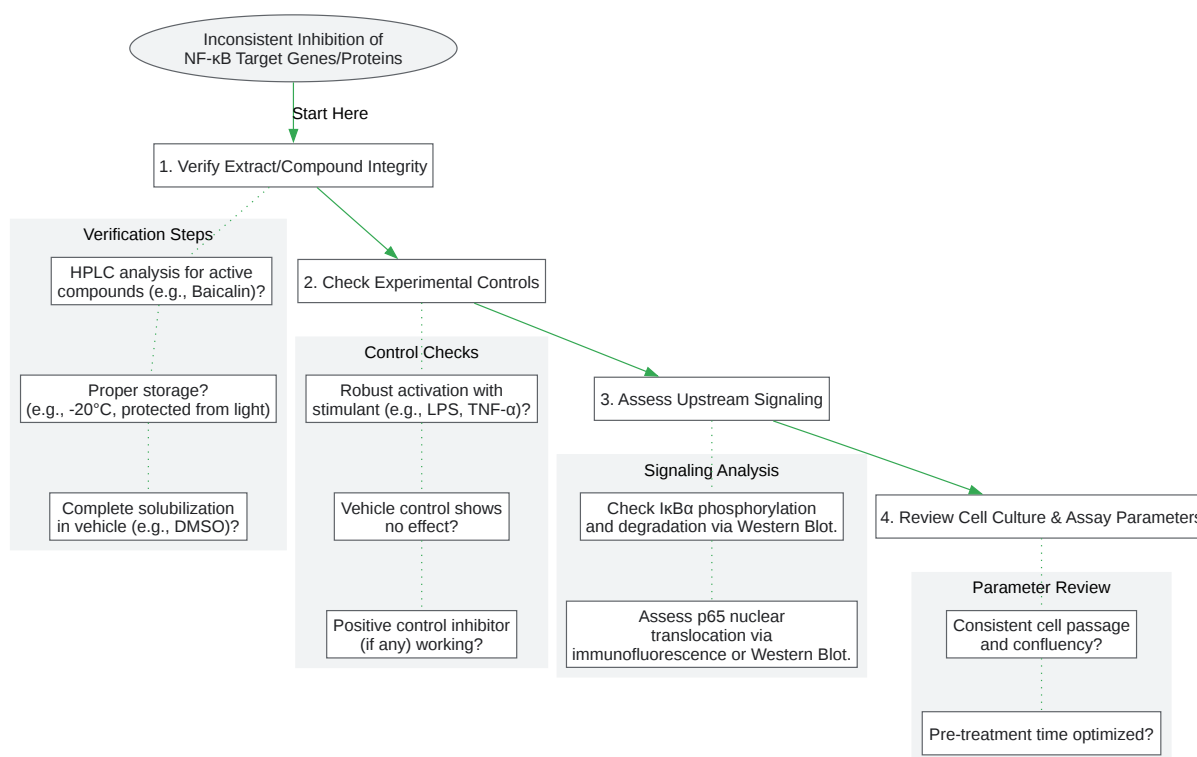 Inconsistent Inhibition of
NF-κB Target Genes/Proteins
Start Here
1. Verify Extract/Compound Integrity
Verification Steps
HPLC analysis for active
compounds (e.g., Baicalin)?
Proper storage?
(e.g., -20°C, protected from light)
Complete solubilization
in vehicle (e.g., DMSO)?
2. Check Experimental Controls
Control Checks
Robust activation with
stimulant (e.g., LPS, TNF-α)?
Vehicle control shows
no effect?
Positive control inhibitor
(if any) working?
3. Assess Upstream Signaling
Signaling Analysis
Check IκBα phosphorylation
and degradation via Western Blot.
Assess p65 nuclear
translocation via
immunofluorescence or Western Blot.
4. Review Cell Culture & Assay Parameters
Parameter Review
Consistent cell passage
and confluency?
Pre-treatment time optimized?